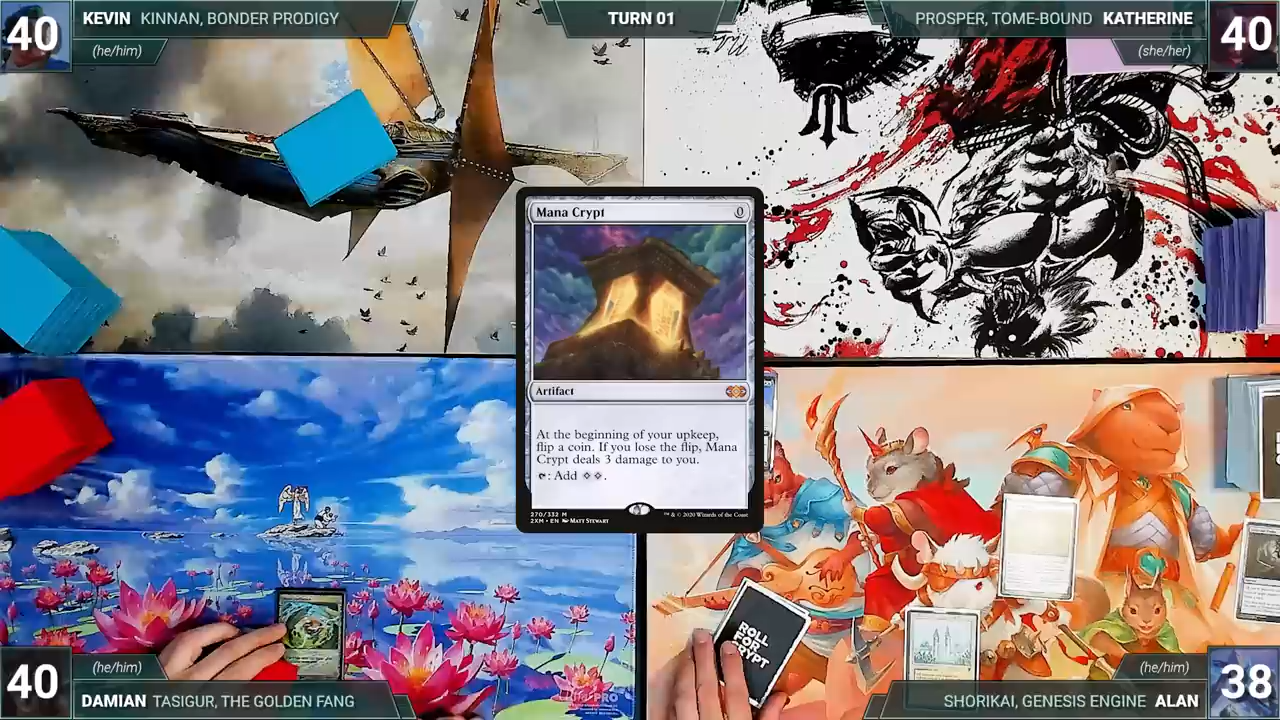 40
KEVIN KINNAN, BONDER PRODIGY
(he/him)
TURN 01
PROSPER, TOME-BOUND KATHERINE
(she/her)
40
Mana Crypt
0
Artifact
At the beginning of your upkeep,
flip a coin. If you lose the flip, Mana
Crypt deals 3 damage to you.
: Add
270/332 M
2XM • EN MATT STEWART
™ & © 2020 Wizards of the Coast
ROLL
FOR
CRYPT
40
(he/him)
DAMIAN TASIGUR, THE GOLDEN FANG
(he/him)
SHORIKAI, GENESIS ENGINE ALAN
38